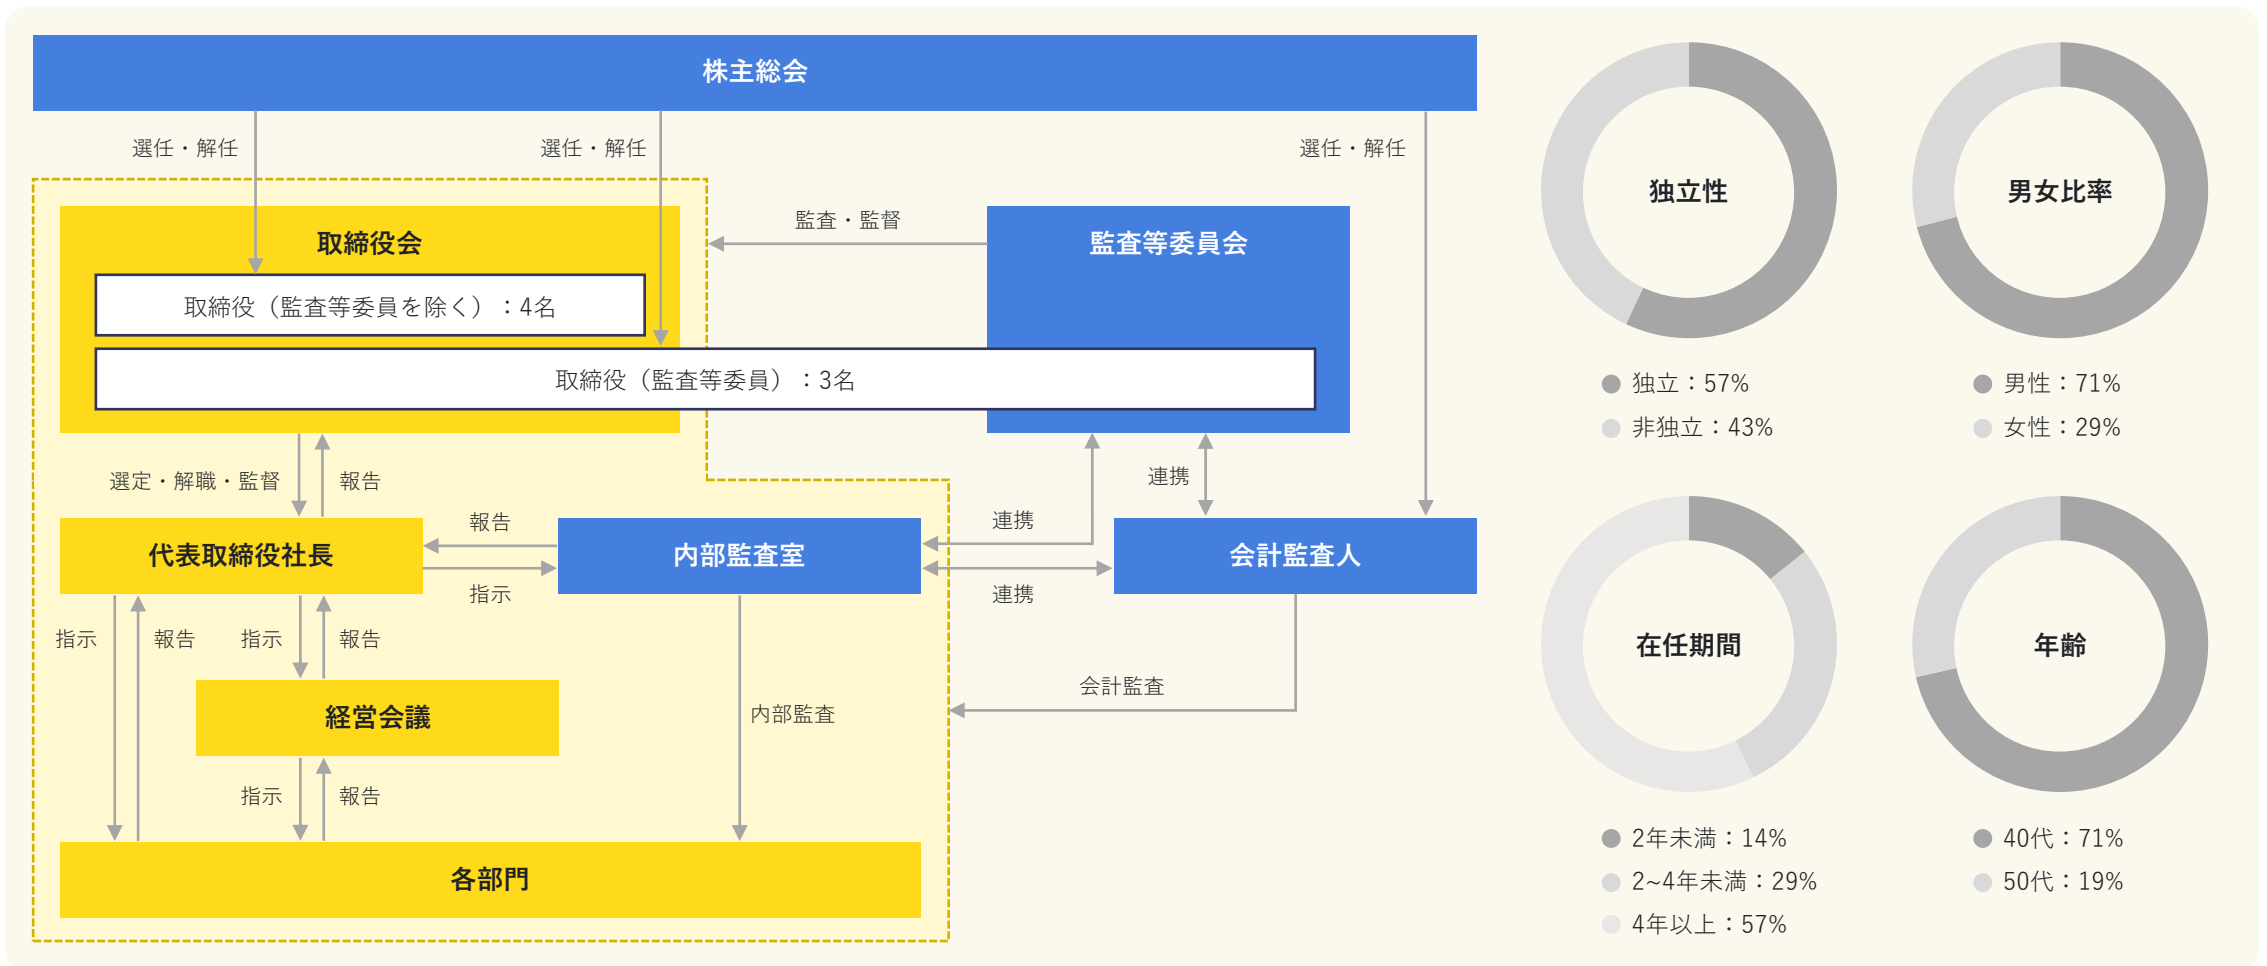 株主総会
選任・解任
選任・解任
選任・解任
取締役会
取締役（監査等委員を除く）：4名
取締役（監査等委員）：3名
監査・監督
監査等委員会
選定・解職・監督
報告
連携
連携
代表取締役社長
報告
指示
内部監査室
連携
会計監査人
指示
報告
指示
報告
経営会議
内部監査
会計監査
指示
報告
各部門
独立性
独立：57%
非独立：43%
男女比率
男性：71%
女性：29%
在任期間
2年未満：14%
2~4年未満：29%
4年以上：57%
年齢
40代：71%
50代：19%